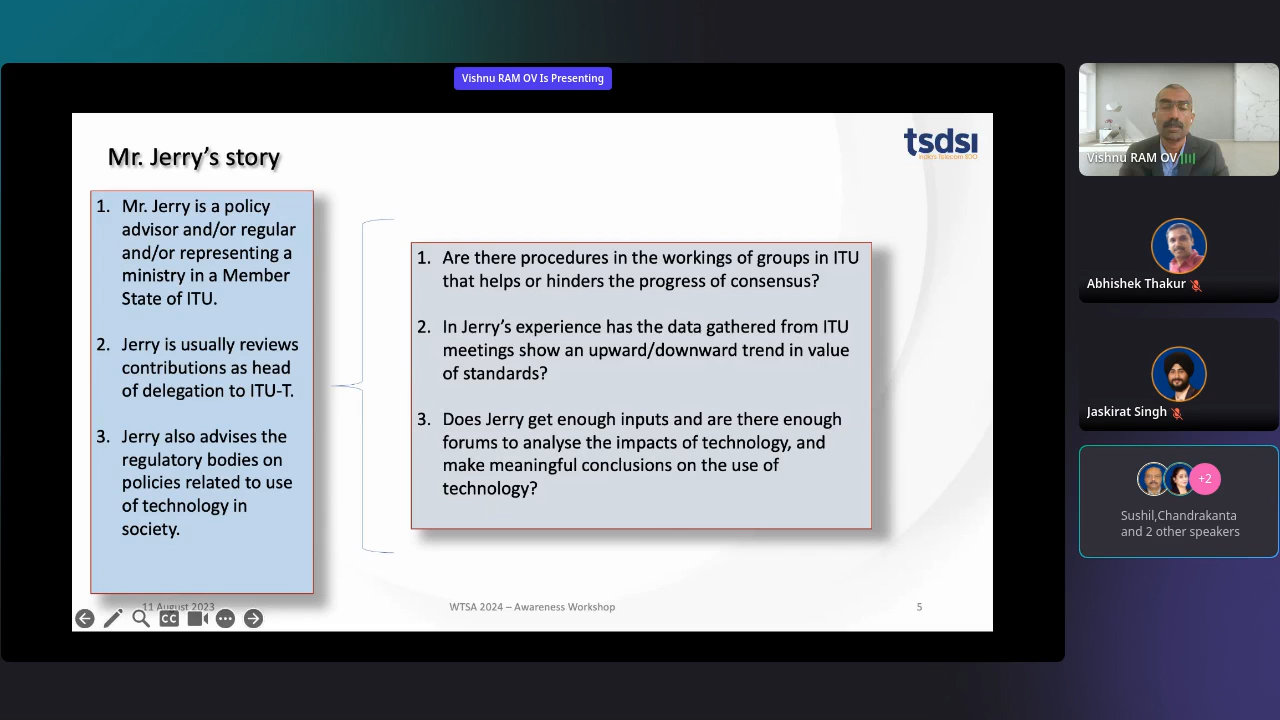 Vishnu RAM OV Is Presenting
Mr. Jerry's story
tsdsi
India's Telecom SDO
1. Mr. Jerry is a policy
advisor and/or regular
and/or representing a
ministry in a Member
State of ITU.
2. Jerry is usually reviews
contributions as head
of delegation to ITU-T.
3. Jerry also advises the
regulatory bodies on
policies related to use
of technology in
society.
1. Are there procedures in the workings of groups in ITU
that helps or hinders the progress of consensus?
2. In Jerry's experience has the data gathered from ITU
meetings show an upward/downward trend in value
of standards?
3. Does Jerry get enough inputs and are there enough
forums to analyse the impacts of technology, and
make meaningful conclusions on the use of
technology?
11 August 2023
WTSA 2024 – Awareness Workshop
5
CC
Vishnu RAM OV
Abhishek Thakur
Jaskirat Singh
+2
Sushil,Chandrakanta
and 2 other speakers